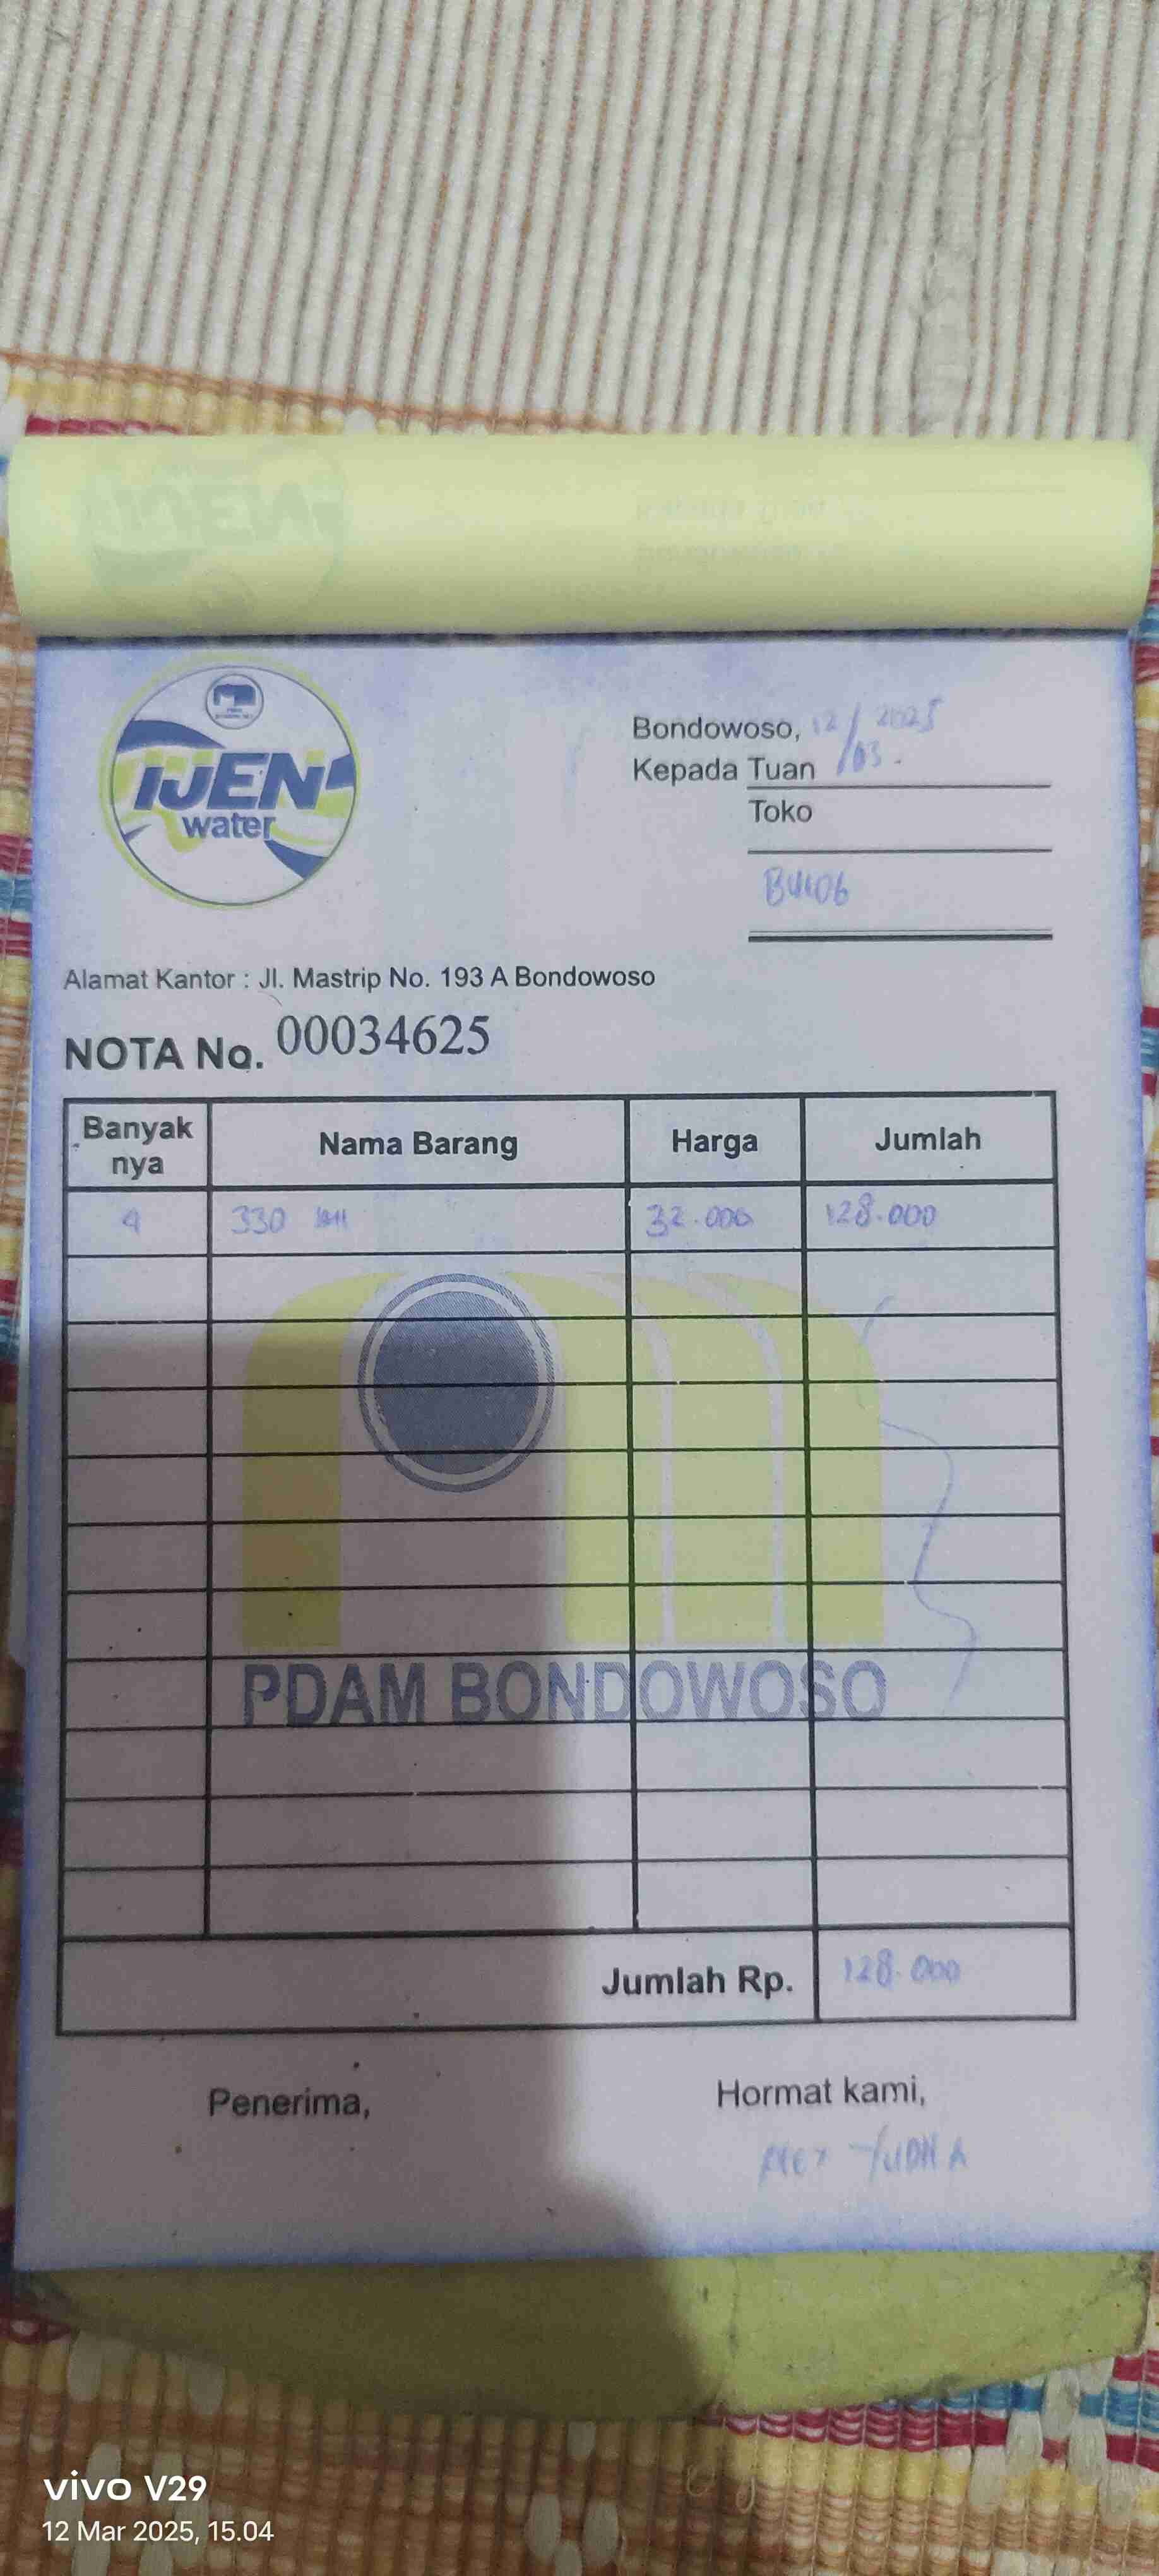 IJEN
water
Bondowoso, 12/03 2025
Kepada Tuan
Toko
Alamat Kantor : Jl. Mastrip No. 193 A Bondowoso
NOTA No. 00034625
Banyak nya Nama Barang Harga Jumlah
4 330 ml 32.000 128.000
PDAM BONDOWOSO
Jumlah Rp. 128.000
Penerima, Hormat kami,
YUDHA
vivo V29
12 Mar 2025, 15.04